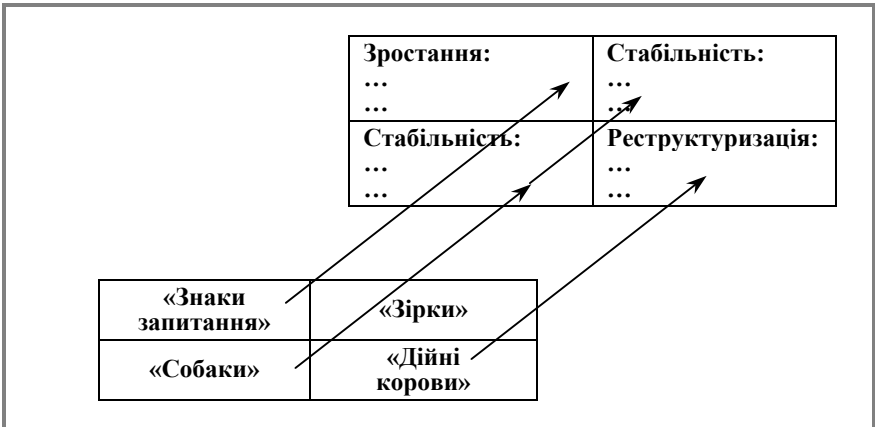 Зростання:
…
…
Стабільність:
…
…
Стабільність:
…
…
Реструктуризація:
…
…
«Знаки
запитання»
«Зірки»
«Собаки»
«Дійні
корови»